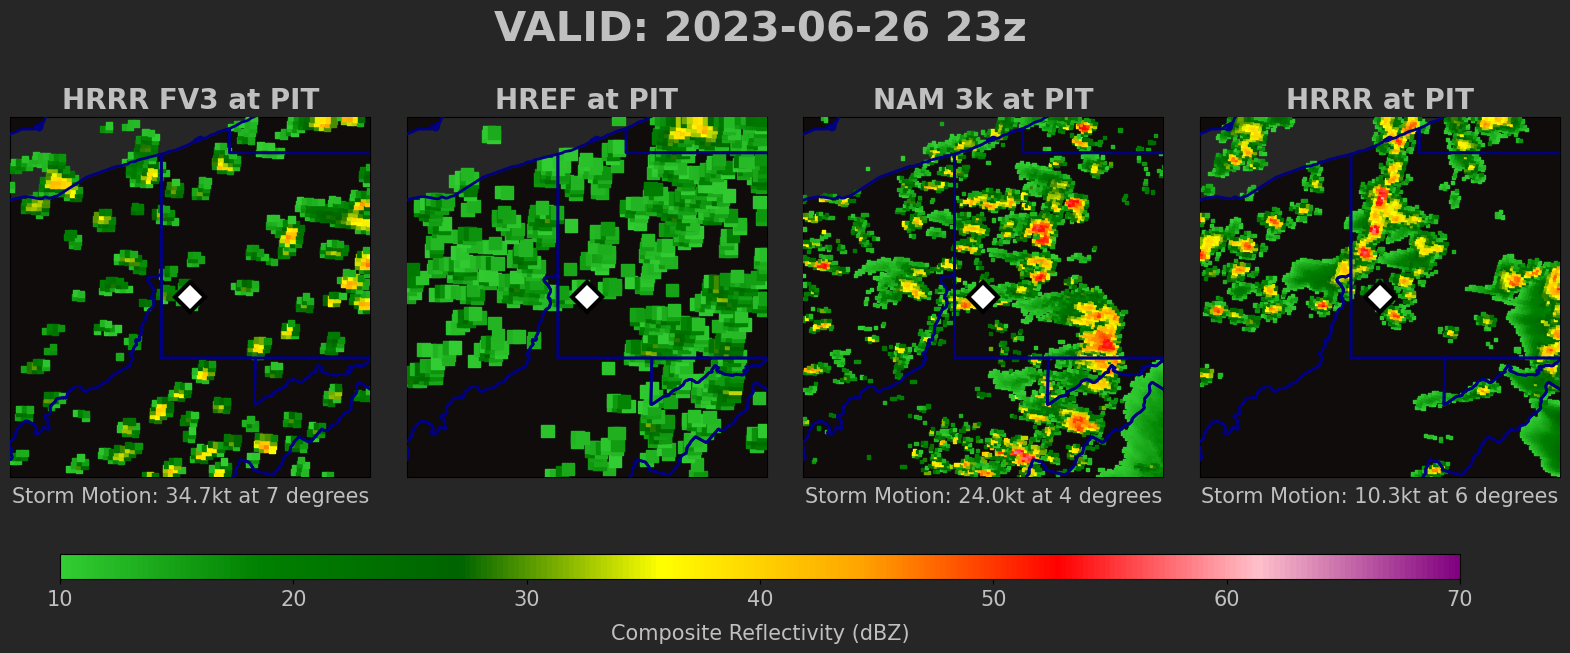 VALID: 2023-06-26 23z
HRRR FV3 at PIT
HREF at PIT
NAM 3k at PIT
HRRR at PIT
Storm Motion: 34.7kt at 7 degrees
Storm Motion: 24.0kt at 4 degrees
Storm Motion: 10.3kt at 6 degrees
10 20 30 40 50 60 70
Composite Reflectivity (dBZ)